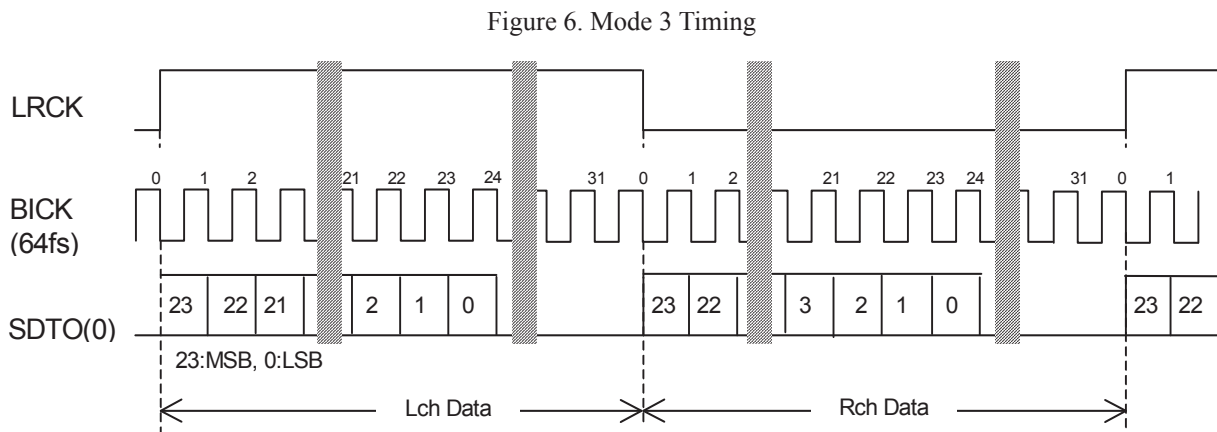 Figure 6. Mode 3 Timing
LRCK
0 1 2 21 22 23 24 31 0 1 2 21 22 23 24 31 0 1
BICK
(64fs)
23 22 21 2 1 0 23 22 3 2 1 0 23 22
SDTO(0)
23:MSB, 0:LSB
Lch Data Rch Data